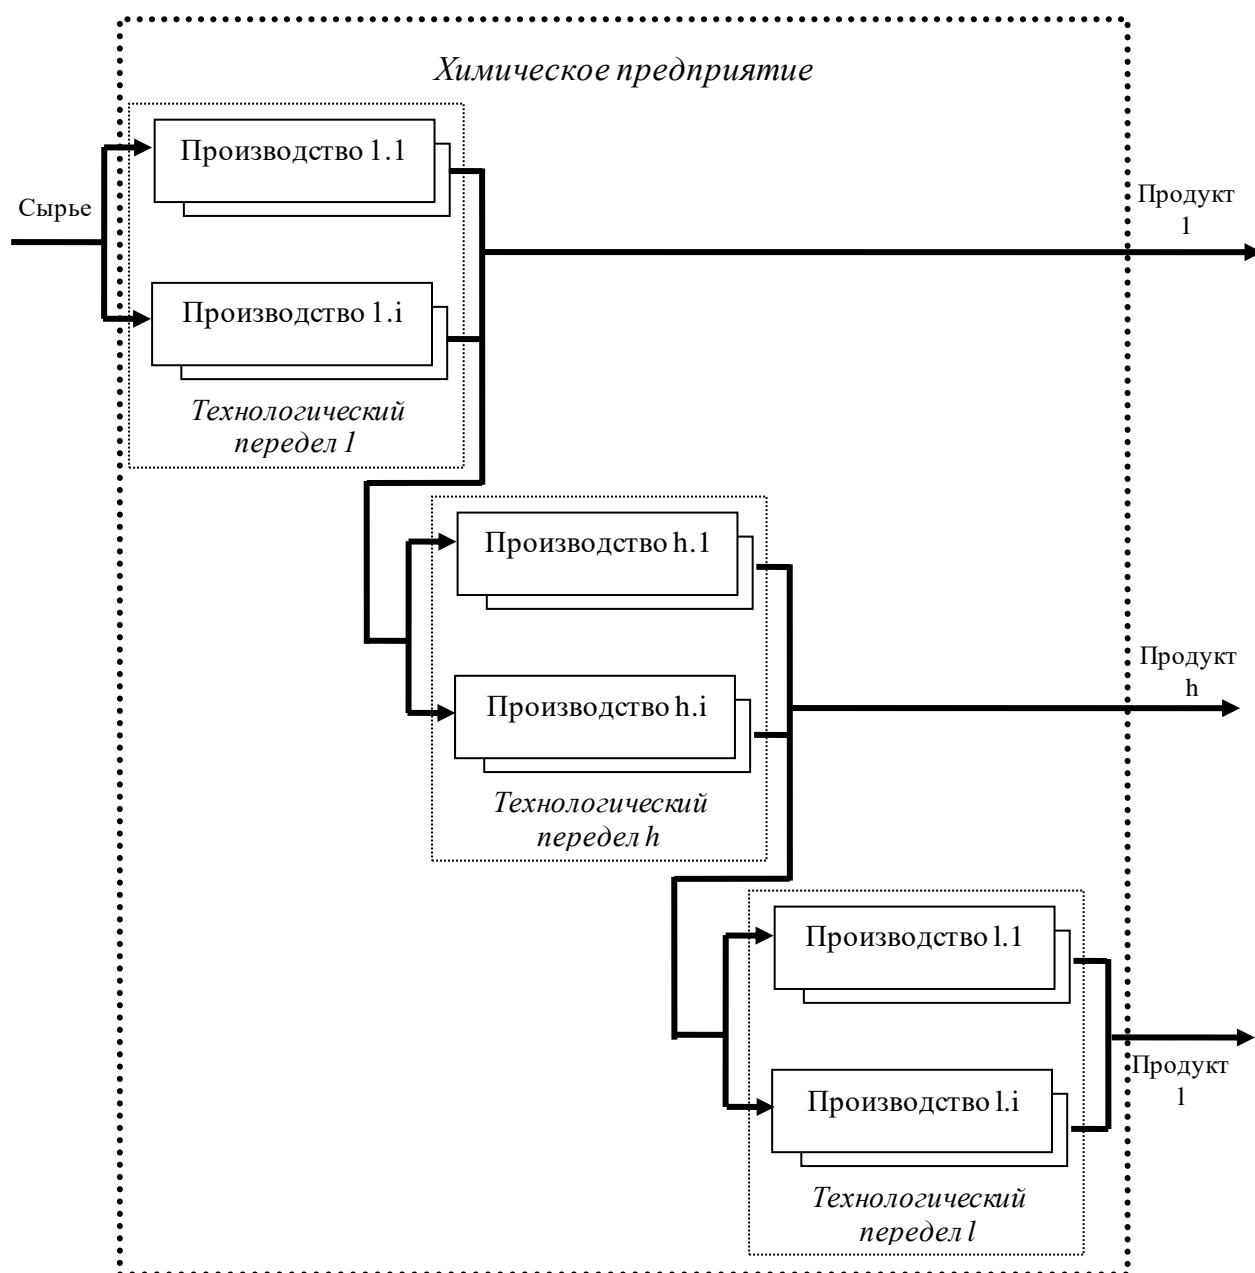 Химическое предприятие
Производство 1.1
Сырье
Продукт
1
Производство 1.i
Технологический
передел 1
Производство h.1
Продукт
h
Производство h.i
Технологический
передел h
Производство l.1
Продукт
l
Производство l.i
Технологический
передел l